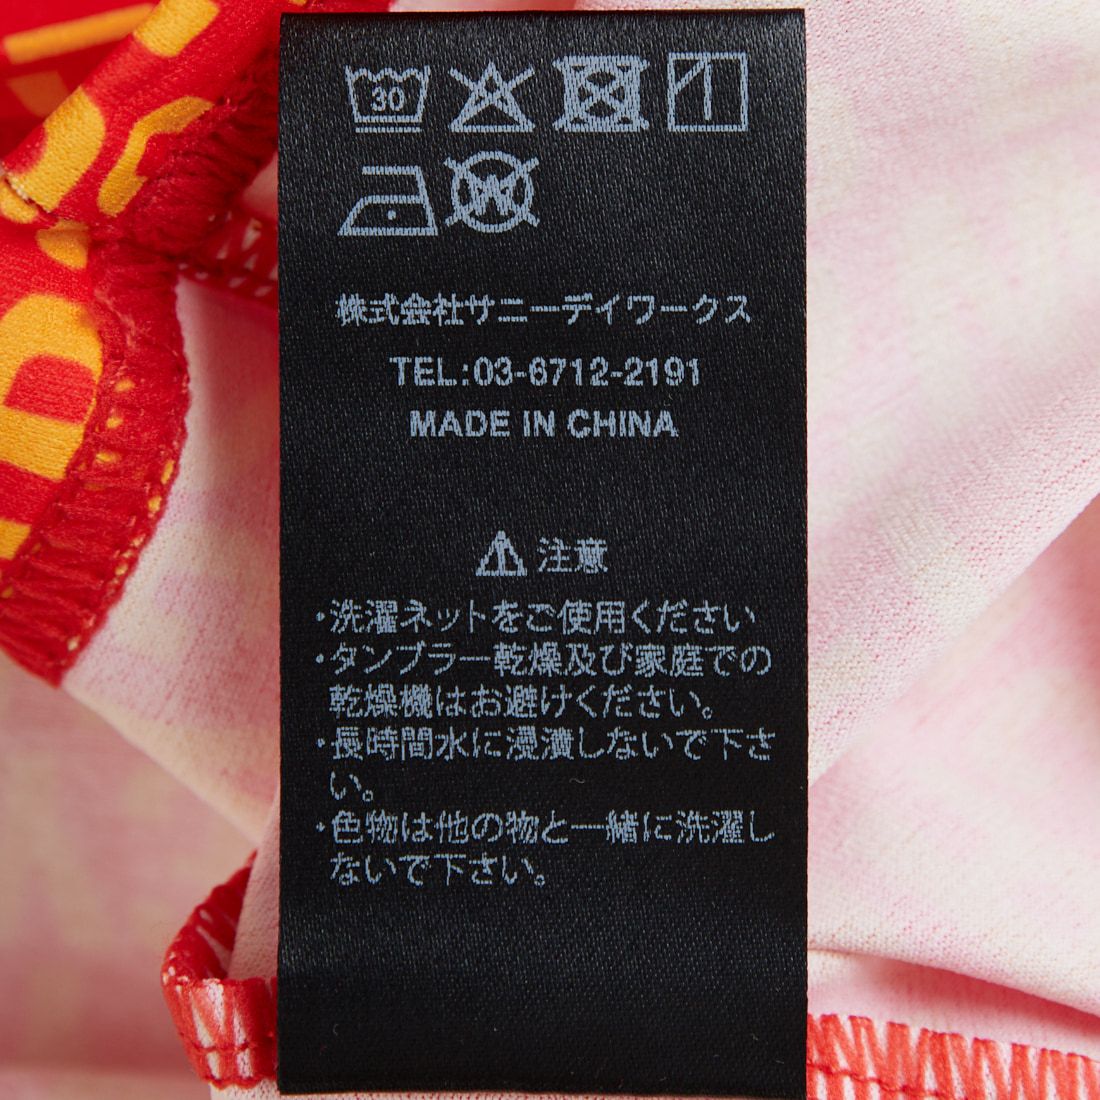 30
W
株式会社サニーデイワークス
TEL:03-6712-2191
MADE IN CHINA
注意
・洗濯ネットをご使用ください
・タンブラー乾燥及び家庭での
乾燥機はお避けください。
・長時間水に浸漬しないで下さ
い。
・色物は他の物と一緒に洗濯し
ないで下さい。